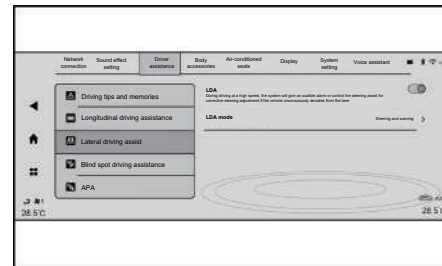 Network connection
Sound effect setting
Driver assistance
Body accessories
Air-conditioned seats
Display
System setting
Voice assistant
Driving tips and memories
Longitudinal driving assistance
Lateral driving assist
Blind spot driving assistance
APA
LDA
During driving at a high speed, the system will give an audible alarm or control the steering assist for
corrective steering adjustment if the vehicle unconsciously deviates from the lane
LDA mode
Steering and warning
1
28.5°C
28.5